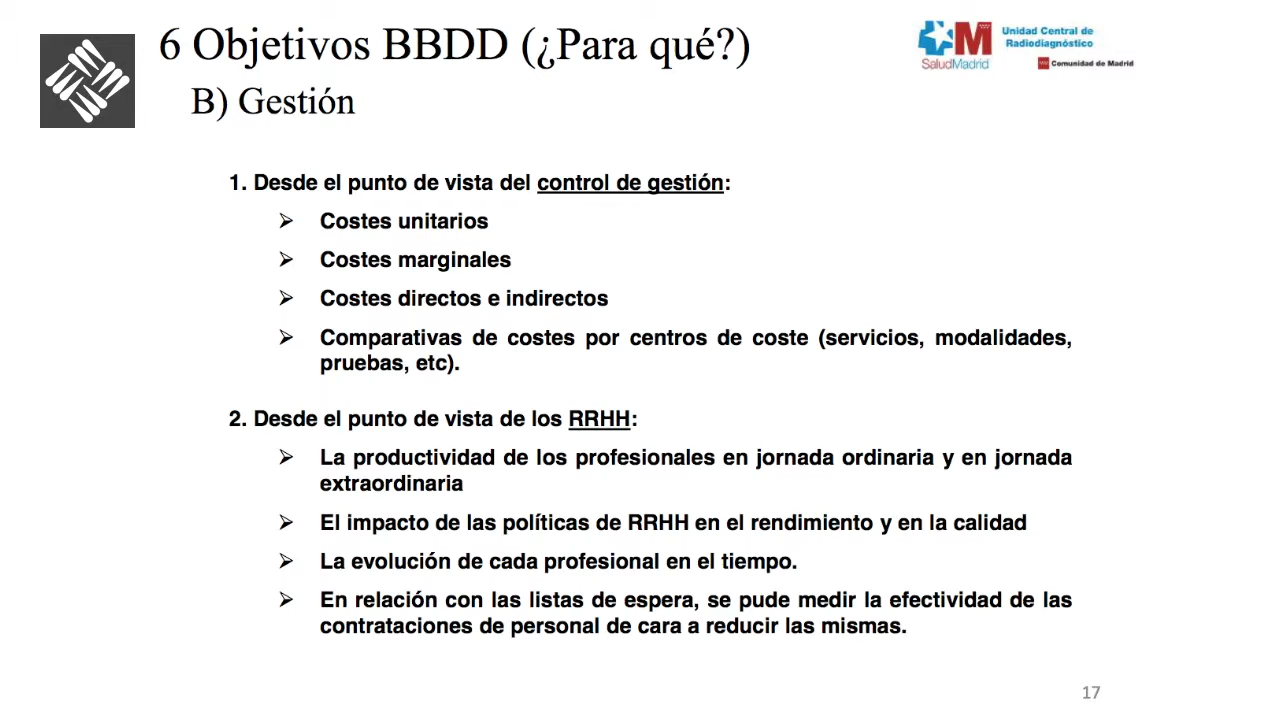 6 Objetivos BBDD (¿Para qué?)
B) Gestión
SaludMadrid
Unidad Central de
Radiodiagnóstico
Comunidad de Madrid
1. Desde el punto de vista del control de gestión:
➢ Costes unitarios
➢ Costes marginales
➢ Costes directos e indirectos
➢ Comparativas de costes por centros de coste (servicios, modalidades,
pruebas, etc).
2. Desde el punto de vista de los RRHH:
➢ La productividad de los profesionales en jornada ordinaria y en jornada
extraordinaria
➢ El impacto de las políticas de RRHH en el rendimiento y en la calidad
➢ La evolución de cada profesional en el tiempo.
➢ En relación con las listas de espera, se pude medir la efectividad de las
contrataciones de personal de cara a reducir las mismas.
17